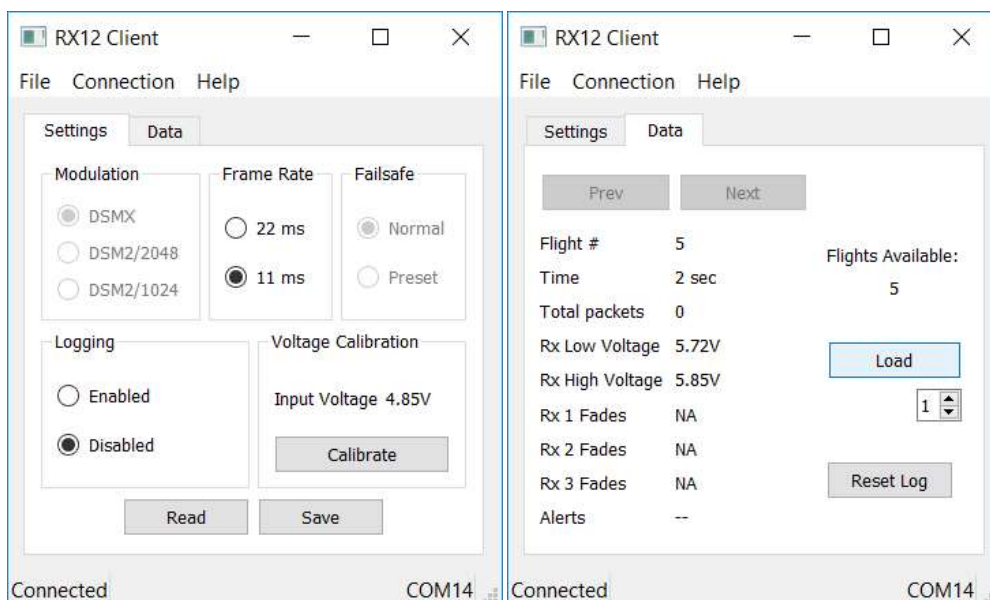 RX12 Client
File Connection Help
Settings Data
Modulation Frame Rate Failsafe
DSMX
22 ms
Normal
DSM2/2048
11 ms
Preset
DSM2/1024
Logging Voltage Calibration
Enabled
Input Voltage 4.85V
Disabled
Calibrate
Read Save
Connected COM14
RX12 Client
File Connection Help
Settings Data
Prev Next
Flight # 5
Time 2 sec
Total packets 0
Rx Low Voltage 5.72V
Rx High Voltage 5.85V
Rx 1 Fades NA
Rx 2 Fades NA
Rx 3 Fades NA
Alerts --
Flights Available:
5
Load
1
Reset Log
Connected COM14